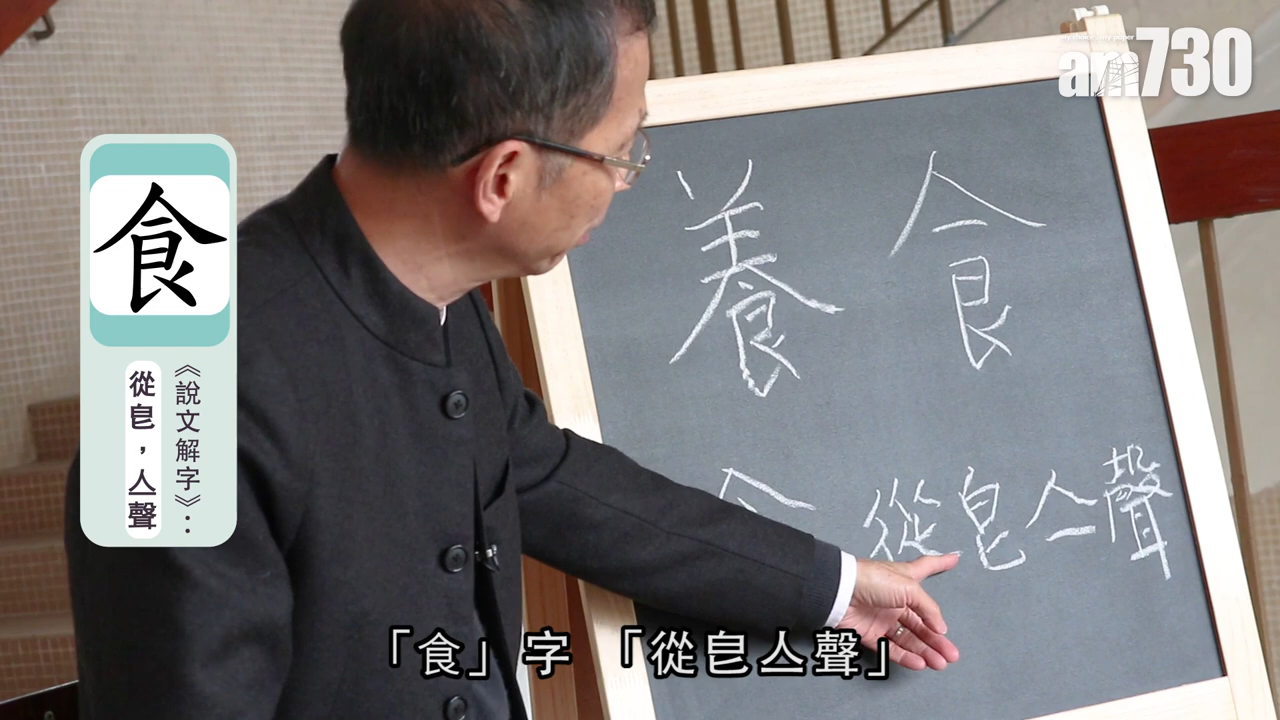 am730
食
《說文解字》：
從皀，亼聲
養 食
從皀亼聲
「食」字 「從皀亼聲」